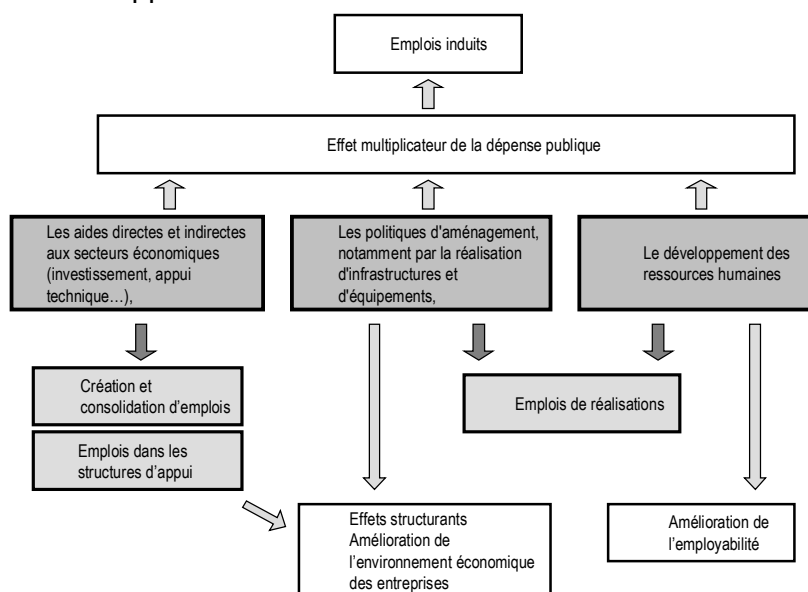 Emplois induits
Effet multiplicateur de la dépense publique
Les aides directes et indirectes
aux secteurs économiques
(investissement, appui
technique…),
Les politiques d'aménagement,
notamment par la réalisation
d'infrastructures et
d'équipements,
Le développement des
ressources humaines
Création et
consolidation d'emplois
Emplois dans les
structures d'appui
Emplois de réalisations
Effets structurants
Amélioration de
l'environnement économique
des entreprises
Amélioration de
l'employabilité